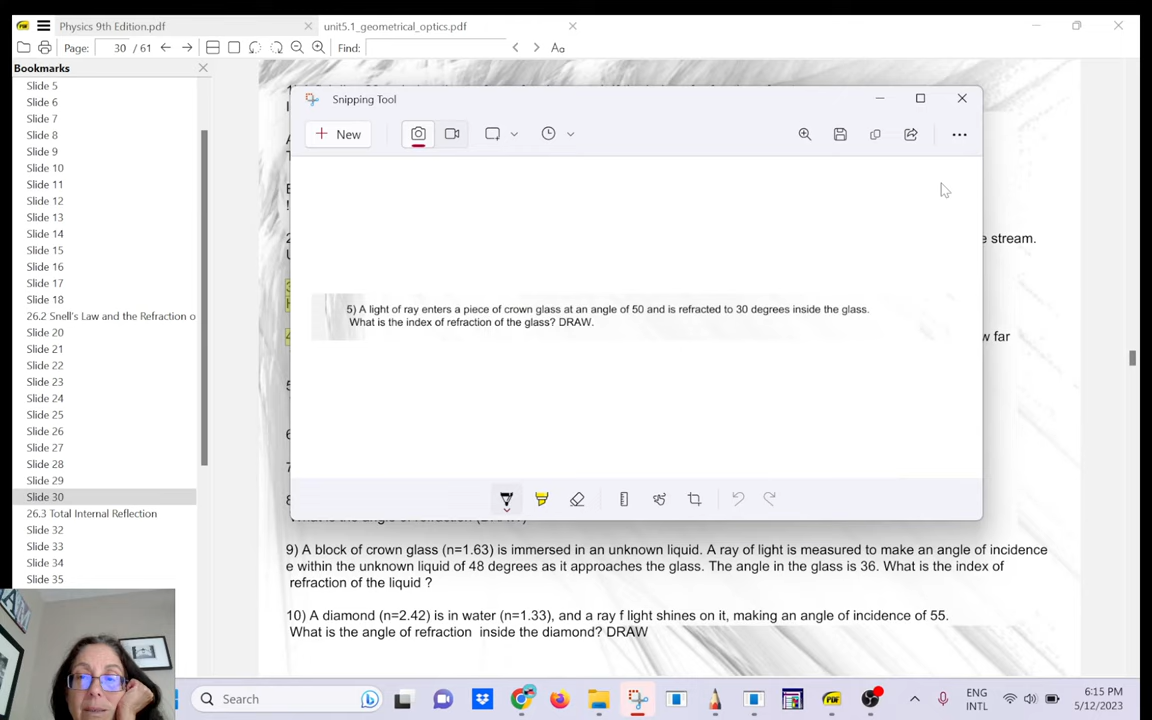 Physics 9th Edition.pdf
unit5.1_geometrical_optics.pdf
Page: 30 / 61
Find:
Aa
Bookmarks
Slide 5
Slide 6
Slide 7
Slide 8
Slide 9
Slide 10
Slide 11
Slide 12
Slide 13
Slide 14
Slide 15
Slide 16
Slide 17
Slide 18
26.2 Snell's Law and the Refraction o
Slide 20
Slide 21
Slide 22
Slide 23
Slide 24
Slide 25
Slide 26
Slide 27
Slide 28
Slide 29
Slide 30
26.3 Total Internal Reflection
Slide 32
Slide 33
Slide 34
Slide 35
Snipping Tool
New
5) A light of ray enters a piece of crown glass at an angle of 50 and is refracted to 30 degrees inside the glass.
What is the index of refraction of the glass? DRAW.
e stream.
w far
9) A block of crown glass (n=1.63) is immersed in an unknown liquid. A ray of light is measured to make an angle of incidence
e within the unknown liquid of 48 degrees as it approaches the glass. The angle in the glass is 36. What is the index of
refraction of the liquid ?
10) A diamond (n=2.42) is in water (n=1.33), and a ray f light shines on it, making an angle of incidence of 55.
What is the angle of refraction inside the diamond? DRAW
Search
ENG
INTL
6:15 PM
5/12/2023